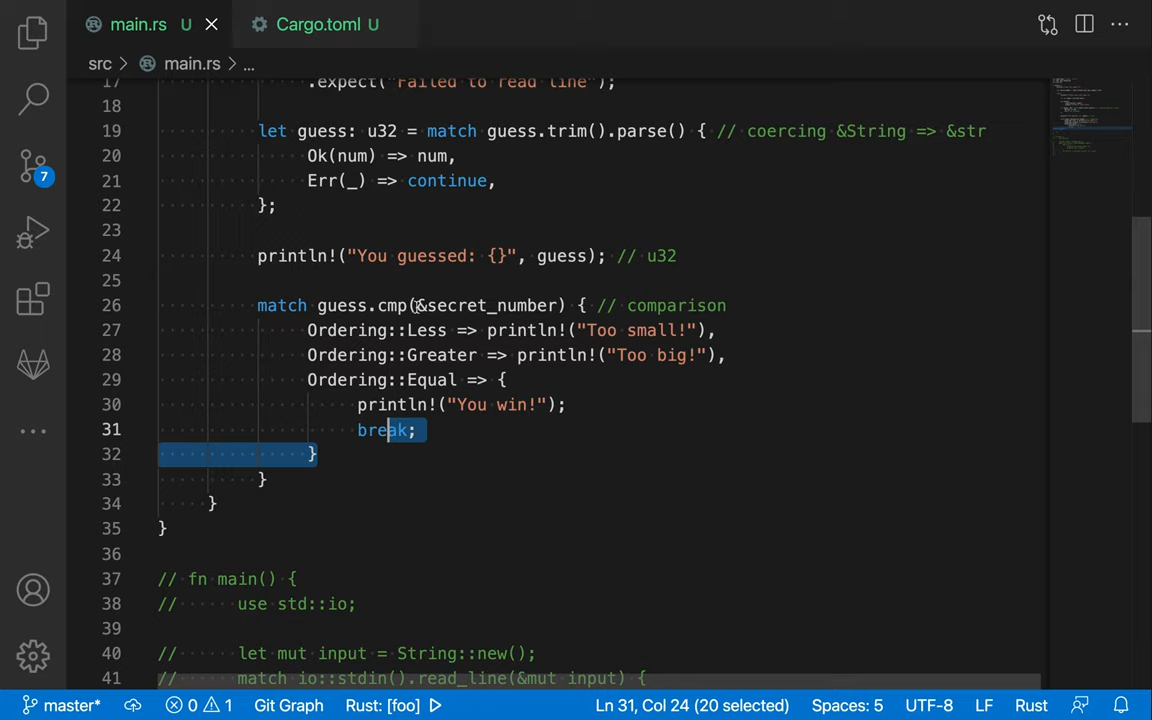 main.rs U
Cargo.toml U
src > main.rs > ...
7
17 .expect("Failed to read line");
18
19 let guess: u32 = match guess.trim().parse() { // coercing &String => &str
20 Ok(num) => num,
21 Err(_) => continue,
22 };
23
24 println!("You guessed: {}", guess); // u32
25
26 match guess.cmp(&secret_number) { // comparison
27 Ordering::Less => println!("Too small!"),
28 Ordering::Greater => println!("Too big!"),
29 Ordering::Equal => {
30 println!("You win!");
31 break;
32 }
33 }
34 }
35 }
36
37 // fn main() {
38 // use std::io;
39
40 // let mut input = String::new();
41 // match io::stdin().read_line(&mut input) {
master* 0 1 Git Graph Rust: [foo] Ln 31, Col 24 (20 selected) Spaces: 5 UTF-8 LF Rust